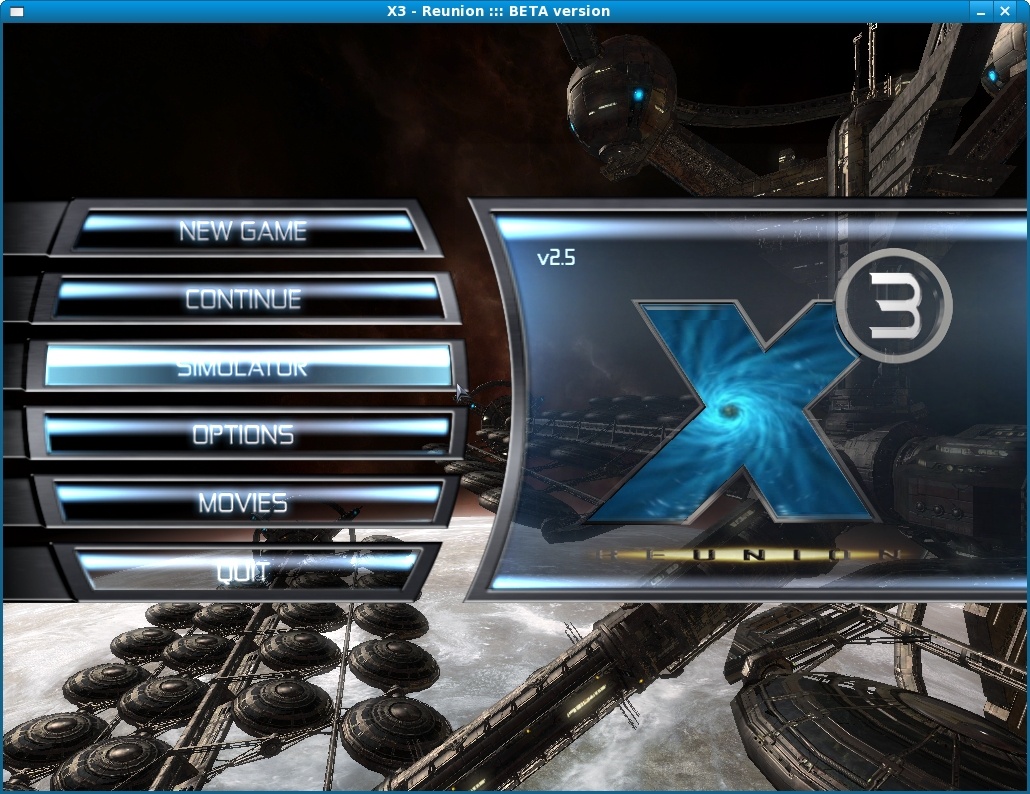 X3 - Reunion ::: BETA version
NEW GAME
CONTINUE
SIMULATOR
OPTIONS
MOVIES
QUIT
v2.5
X
3
REUNION